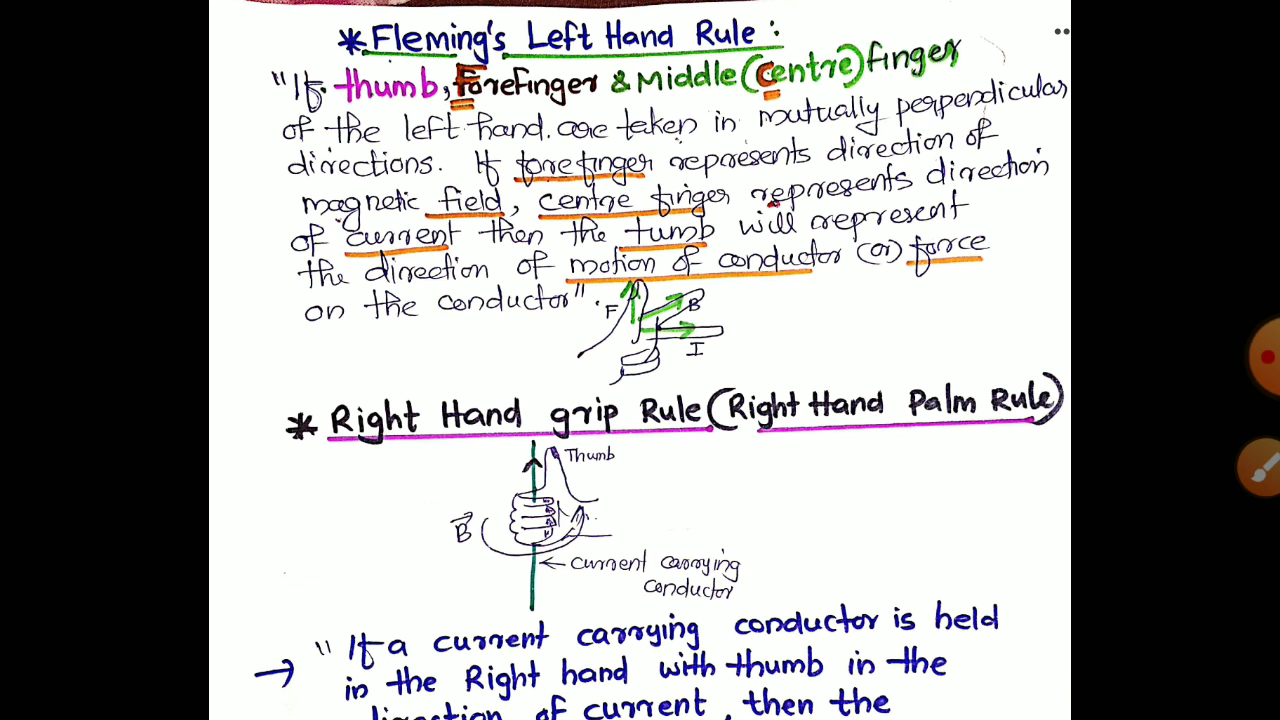 *Fleming's Left Hand Rule:
"If thumb, Forefinger & Middle (Centre) finger
of the left hand are taken in mutually perpendicular
directions. If fore finger represents direction of
magnetic field, centre finger represents direction
of current then the tumb will represent
the direction of motion of conductor (or) force
on the conductor".
F
B
I
* Right Hand grip Rule (Right Hand Palm Rule)
Thumb
B
← current carrying
conductor
→ "If a current carrying conductor is held
in the Right hand with thumb in the
direction of current, then the